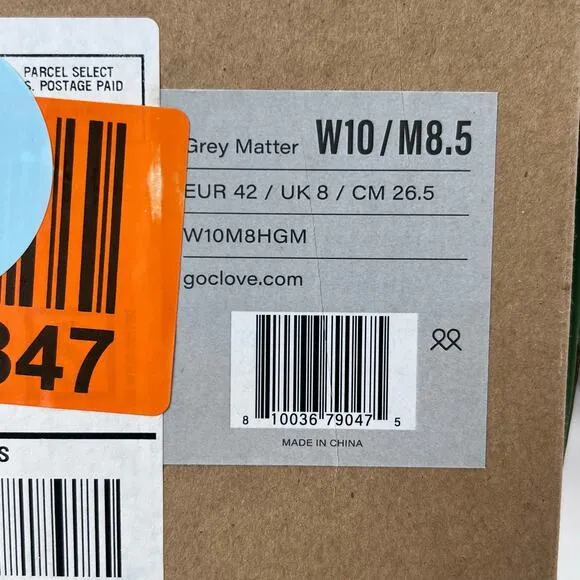 PARCEL SELECT
POSTAGE PAID
Grey Matter W10/M8.5
EUR 42 / UK 8 / CM 26.5
W10M8HGM
goclove.com
347
8 10036 79047 5
MADE IN CHINA